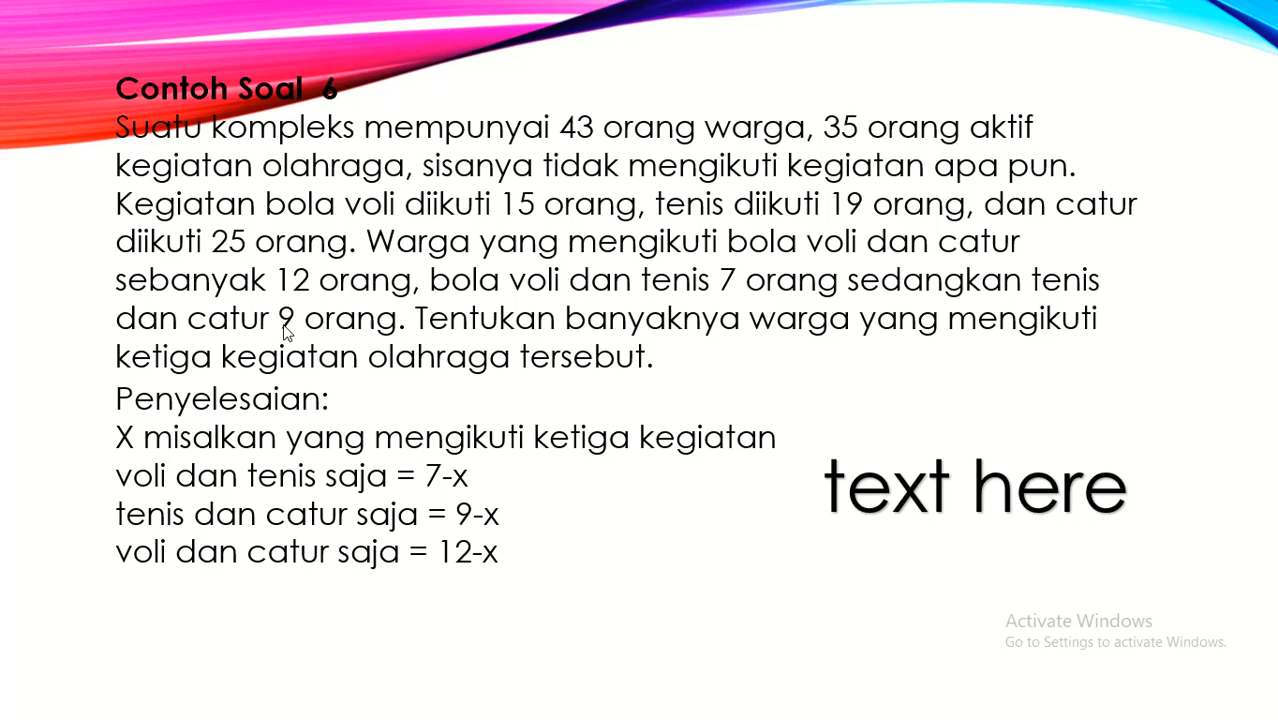 Contoh Soal 6
Suatu kompleks mempunyai 43 orang warga, 35 orang aktif
kegiatan olahraga, sisanya tidak mengikuti kegiatan apa pun.
Kegiatan bola voli diikuti 15 orang, tenis diikuti 19 orang, dan catur
diikuti 25 orang. Warga yang mengikuti bola voli dan catur
sebanyak 12 orang, bola voli dan tenis 7 orang sedangkan tenis
dan catur 9 orang. Tentukan banyaknya warga yang mengikuti
ketiga kegiatan olahraga tersebut.
Penyelesaian:
X misalkan yang mengikuti ketiga kegiatan
voli dan tenis saja = 7-x
tenis dan catur saja = 9-x
voli dan catur saja = 12-x
text here
Activate Windows
Go to Settings to activate Windows.